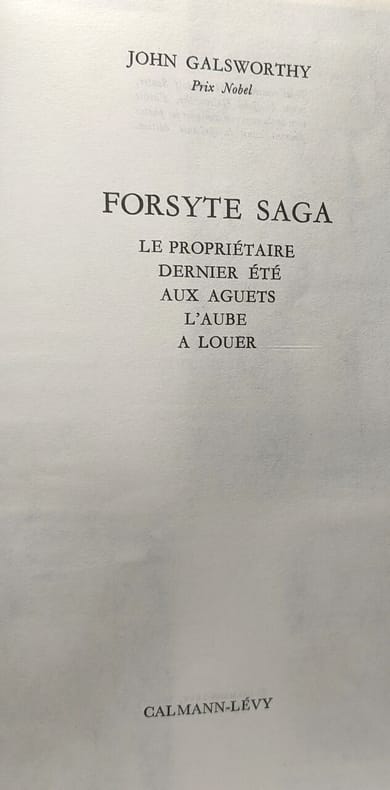 JOHN GALSWORTHY
Prix Nobel
FORSYTE SAGA
LE PROPRIÉTAIRE
DERNIER ÉTÉ
AUX AGUETS
L'AUBE
A LOUER
CALMANN-LÉVY